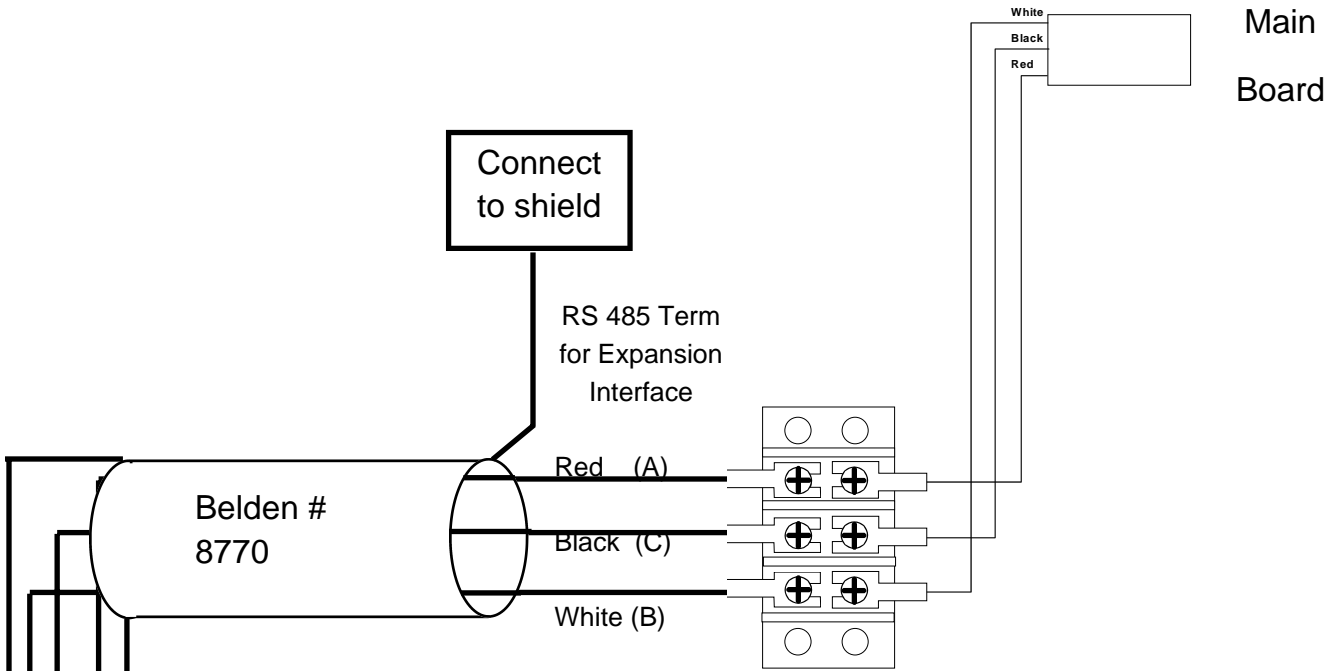 White
Black
Red
Main
Board
Connect
to shield
RS 485 Term
for Expansion
Interface
Red (A)
Belden #
8770
Black (C)
White (B)